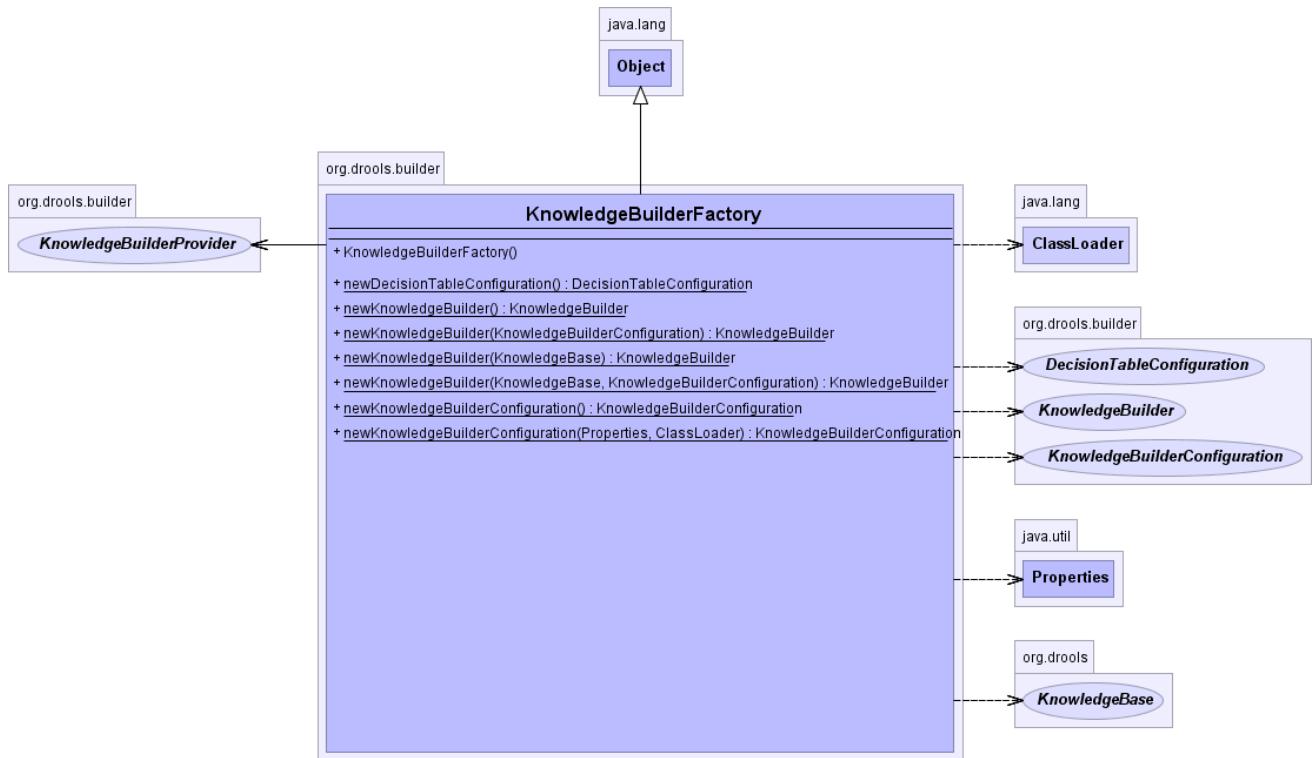 java.lang
Object
org.drools.builder
org.drools.builder
KnowledgeBuilderProvider
KnowledgeBuilderFactory
+ KnowledgeBuilderFactory()
+ newDecisionTableConfiguration() : DecisionTableConfiguration
+ newKnowledgeBuilder() : KnowledgeBuilder
+ newKnowledgeBuilder(KnowledgeBuilderConfiguration) : KnowledgeBuilder
+ newKnowledgeBuilder(KnowledgeBase) : KnowledgeBuilder
+ newKnowledgeBuilder(KnowledgeBase, KnowledgeBuilderConfiguration) : KnowledgeBuilder
+ newKnowledgeBuilderConfiguration() : KnowledgeBuilderConfiguration
+ newKnowledgeBuilderConfiguration(Properties, ClassLoader) : KnowledgeBuilderConfiguration
java.lang
ClassLoader
org.drools.builder
DecisionTableConfiguration
KnowledgeBuilder
KnowledgeBuilderConfiguration
java.util
Properties
org.drools
KnowledgeBase